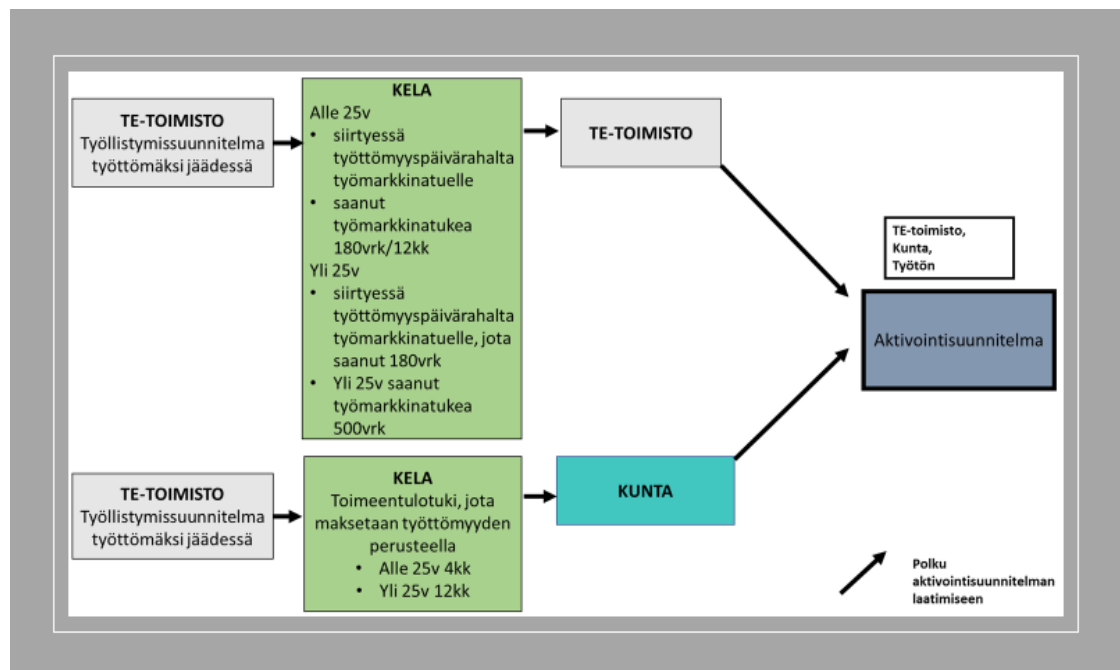 TE-TOIMISTO
Työllistymissuunnitelma
työttömäksi jäädessä
KELA
Alle 25v
• siirtyessä
työttömyyspäivärahalta
työmarkkinatuelle
• saanut
työmarkkinatukea
180vrk/12kk
Yli 25v
• siirtyessä
työttömyyspäivärahalta
työmarkkinatuelle, jota
saanut 180vrk
• Yli 25v saanut
työmarkkinatukea
500vrk
TE-TOIMISTO
TE-toimisto,
Kunta,
Työtön
Aktivointisuunnitelma
TE-TOIMISTO
Työllistymissuunnitelma
työttömäksi jäädessä
KELA
Toimeentulotuki, jota
maksetaan työttömyyden
perusteella
• Alle 25v 4kk
• Yli 25v 12kk
KUNTA
Polku
aktivointisuunnitelman
laatimiseen